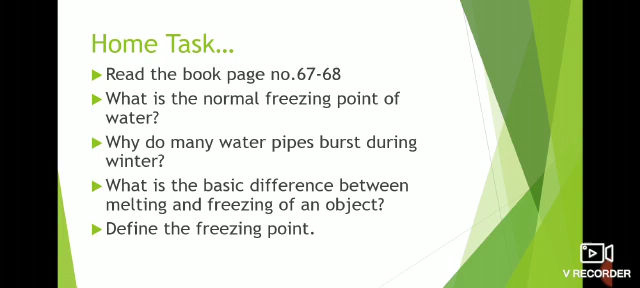 Home Task...
Read the book page no.67-68
What is the normal freezing point of
water?
Why do many water pipes burst during
winter?
What is the basic difference between
melting and freezing of an object?
Define the freezing point.
V RECORDER